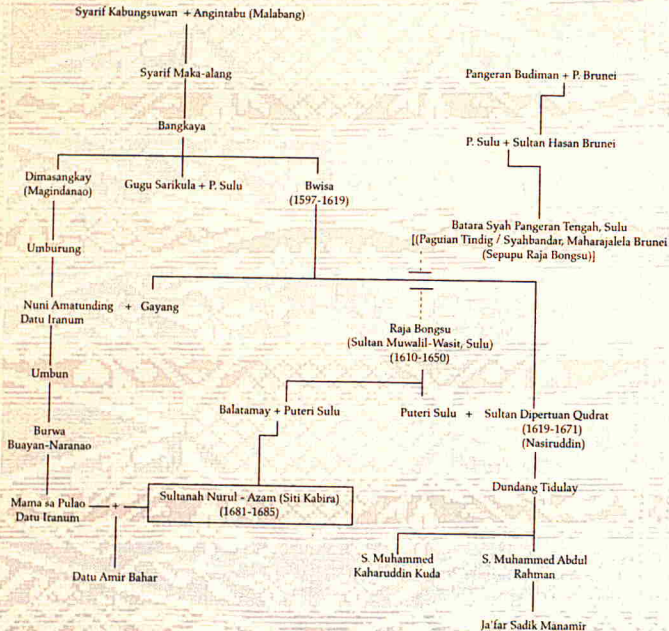 Syarif Kabungsuwan + Angintabu (Malabang)
Syarif Maka-alang
Pangeran Budiman + P. Brunei
Bangkaya
P. Sulu + Sultan Hasan Brunei
Dimasangkay
(Magindanao)
Gugu Sarikula + P. Sulu
Bwisa
(1597-1619)
Batara Syah Pangeran Tengah, Sulu
[(Paguian Tindig / Syahbandar, Maharajalela Brunei
(Sepupu Raja Bongsu)]
Umburung
Nuni Amatunding + Gayang
Datu Iranum
Raja Bongsu
(Sultan Muwalil-Wasit, Sulu)
(1610-1650)
Umbun
Balatamay + Puteri Sulu
Puteri Sulu + Sultan Dipertuan Qudrat
(1619-1671)
(Nasiruddin)
Burwa
Buayan-Naranao
Dundang Tidulay
Mama sa Pulao +
Datu Iranum
Sultanah Nurul - Azam (Siti Kabira)
(1681-1685)
Datu Amir Bahar
S. Muhammed
Kaharuddin Kuda
S. Muhammed Abdul
Rahman
Ja'far Sadik Manamir